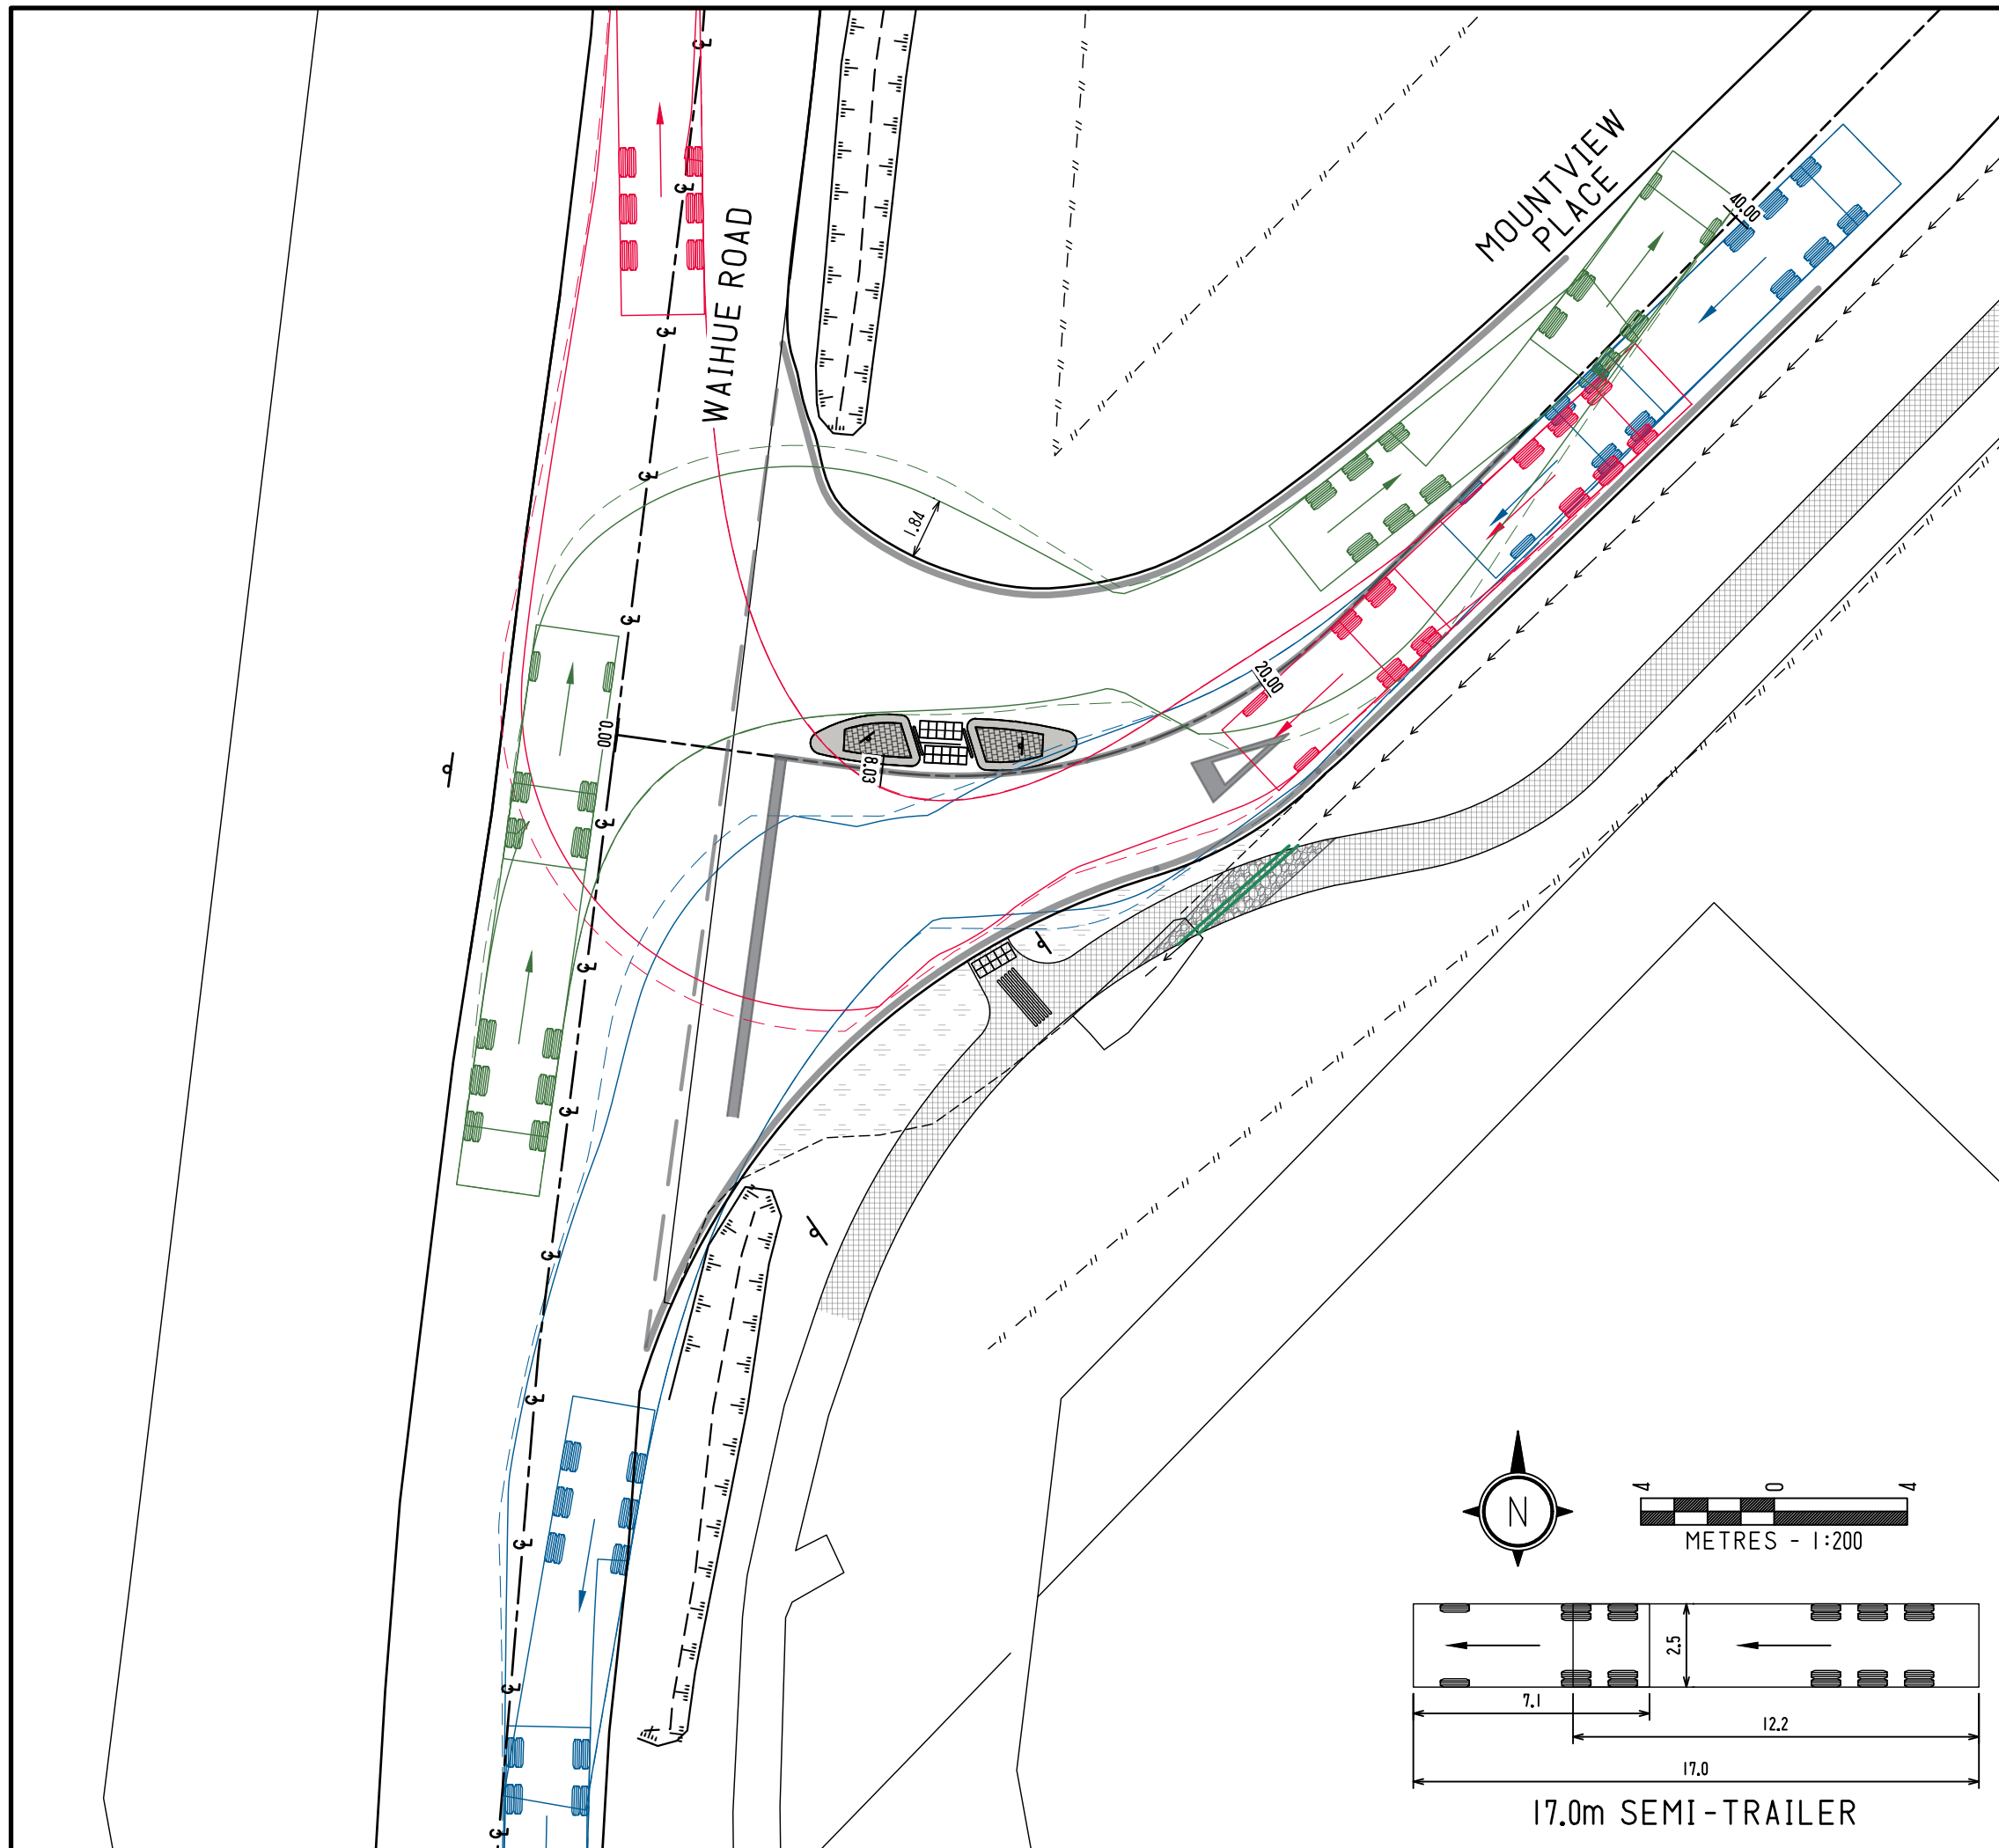 MOUNTVIEW
PLACE
40.00
WAIHUE ROAD
1.84
20.00
0.00
8.03
N
4 0 4
METRES - 1:200
2.5
7.1
12.2
17.0
17.0m SEMI-TRAILER